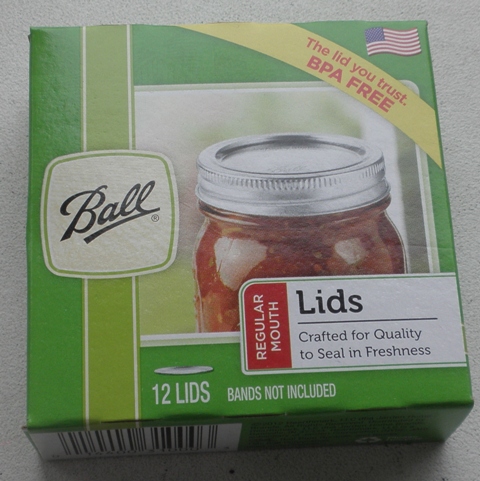 The lid you trust.
BPA FREE
Ball®
REGULAR
MOUTH
Lids
Crafted for Quality
to Seal in Freshness
12 LIDS BANDS NOT INCLUDED